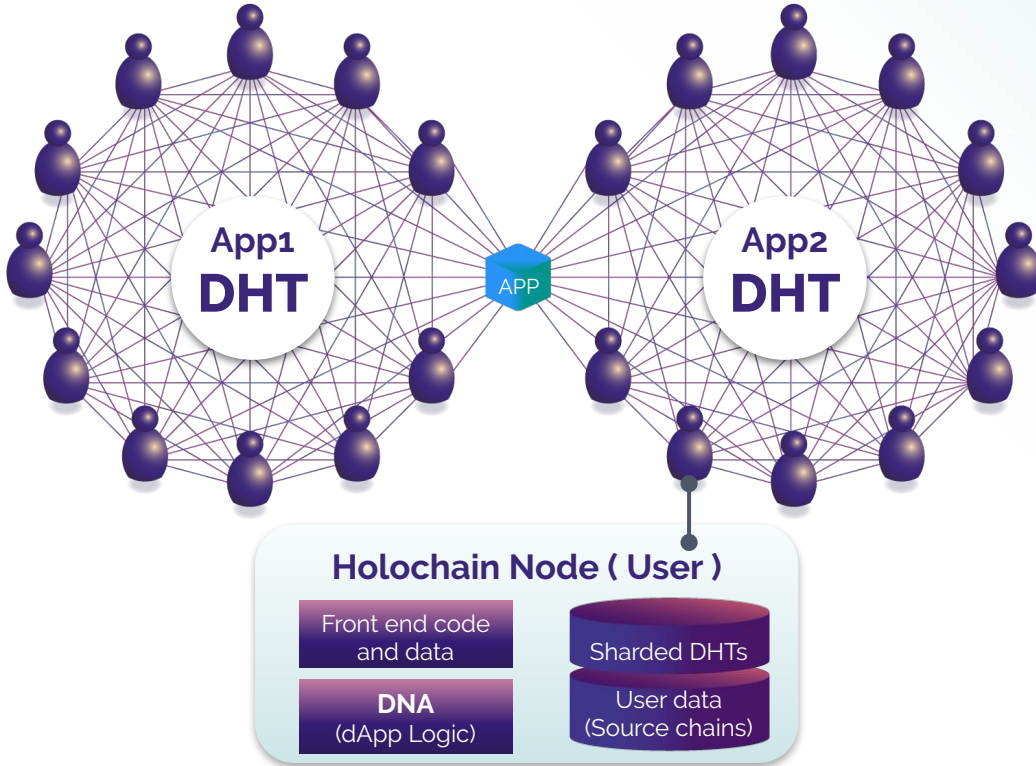 App1
DHT
App2
DHT
APP
Holochain Node ( User )
Front end code
and data
Sharded DHTs
DNA
(dApp Logic)
User data
(Source chains)